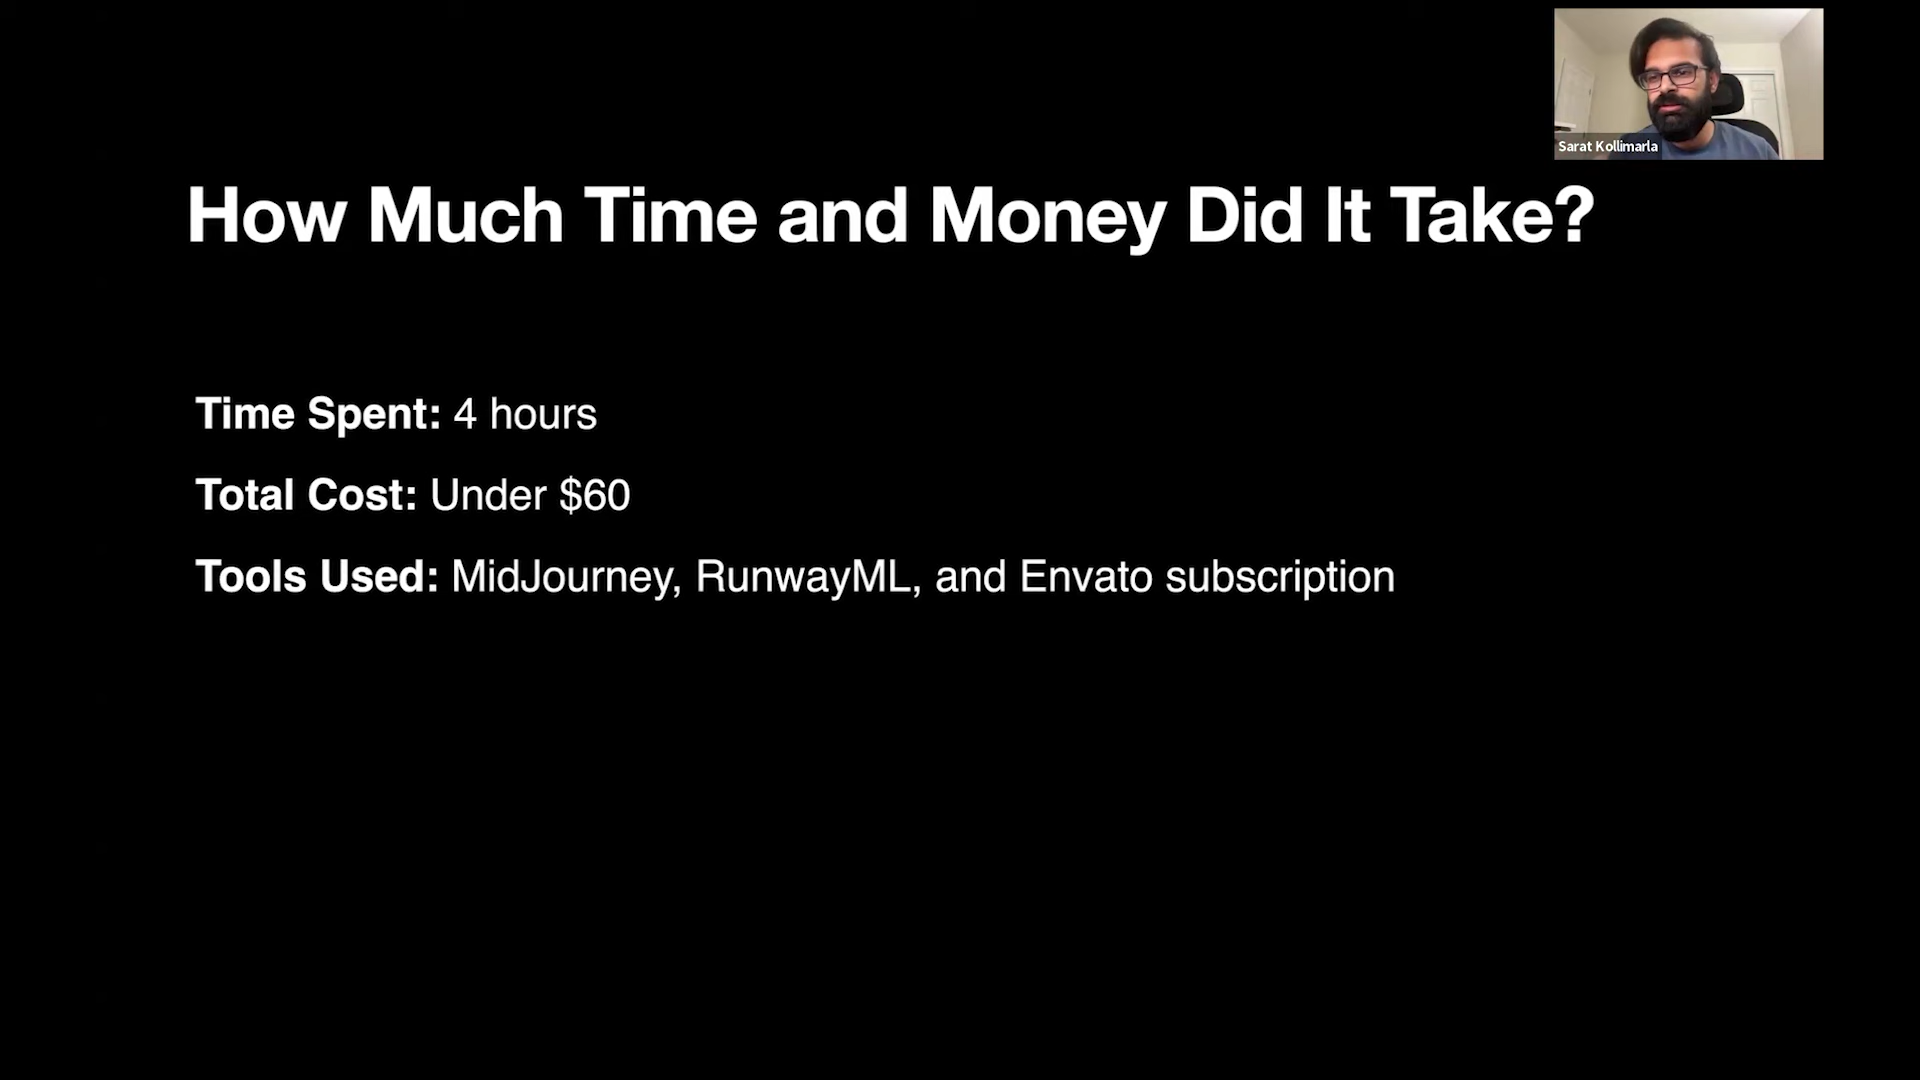 Sarat Kollimarla
How Much Time and Money Did It Take?
Time Spent: 4 hours
Total Cost: Under $60
Tools Used: MidJourney, RunwayML, and Envato subscription